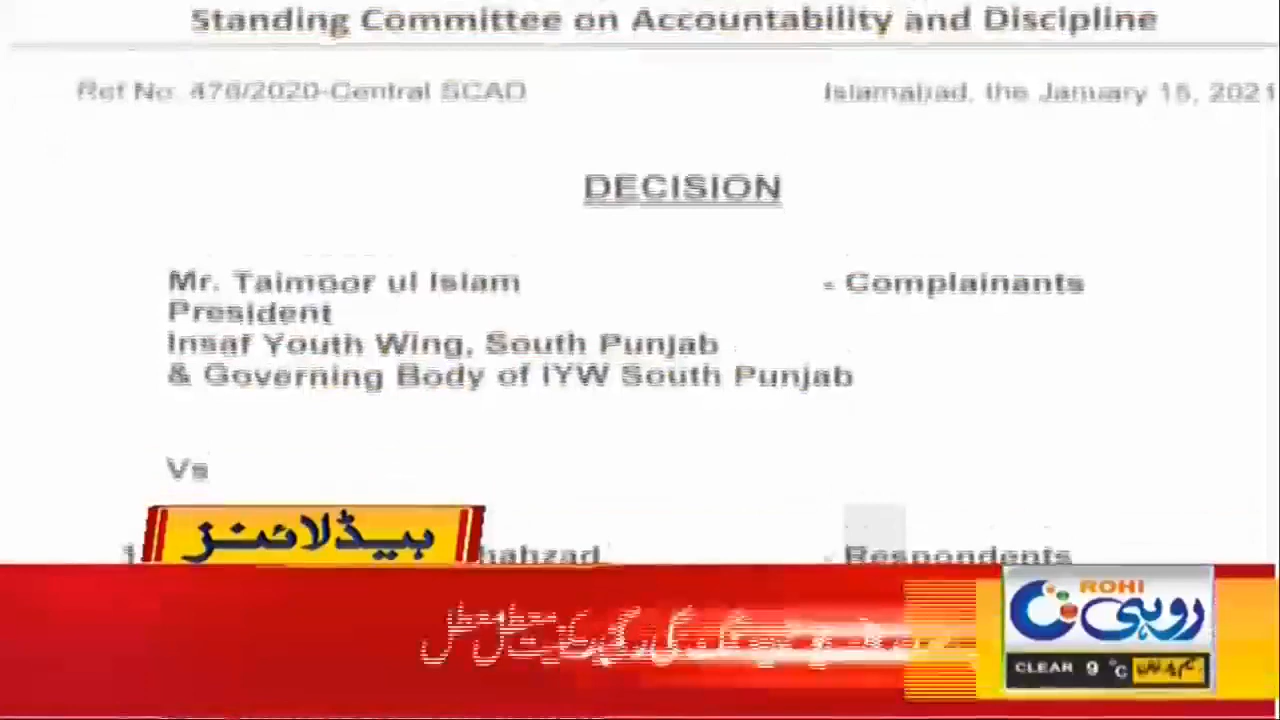 Standing Committee on Accountability and Discipline
Ref No. 476/2020-Central SCAD
Islamabad, the January 15, 2021
DECISION
Mr. Taimoor ul Islam
- Complainants
President
Insaf Youth Wing, South Punjab
& Governing Body of IYW South Punjab
Vs
1
hahzad
- Respondents
ہیڈلائنز
ROHI
روہی
CLEAR 9 °C